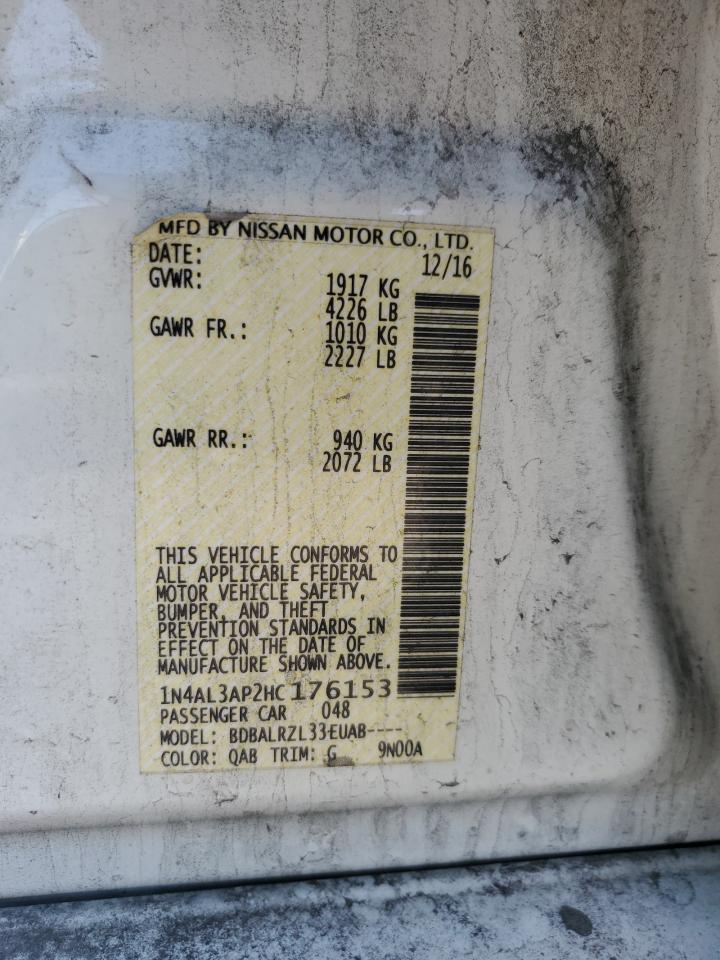 MFD BY NISSAN MOTOR CO., LTD.
DATE: 12/16
GVWR: 1917 KG
4226 LB
GAWR FR.: 1010 KG
2227 LB
GAWR RR.: 940 KG
2072 LB
THIS VEHICLE CONFORMS TO
ALL APPLICABLE FEDERAL
MOTOR VEHICLE SAFETY,
BUMPER, AND THEFT
PREVENTION STANDARDS IN
EFFECT ON THE DATE OF
MANUFACTURE SHOWN ABOVE.
1N4AL3AP2HC176153
PASSENGER CAR 048
MODEL: BDBALRZL33EUAB----
COLOR: QAB TRIM: G 9N00A